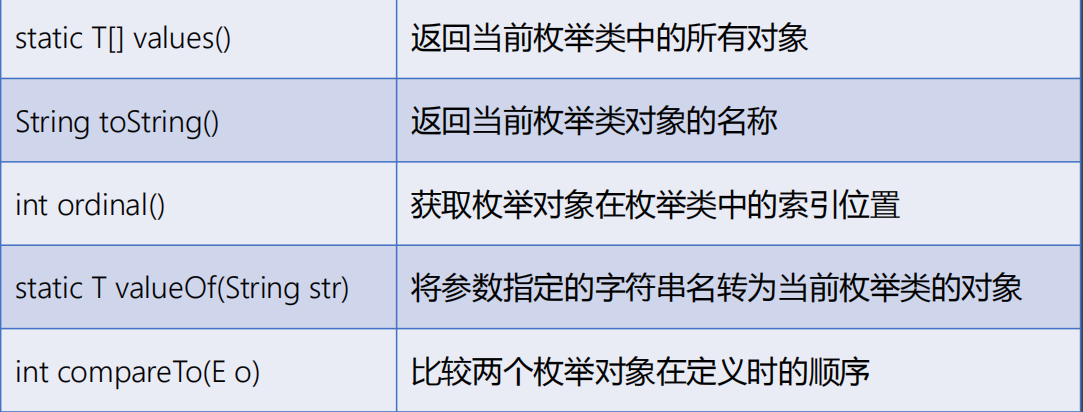 static T[] values() 返回当前枚举类中的所有对象
String toString() 返回当前枚举类对象的名称
int ordinal() 获取枚举对象在枚举类中的索引位置
static T valueOf(String str) 将参数指定的字符串名转为当前枚举类的对象
int compareTo(E o) 比较两个枚举对象在定义时的顺序